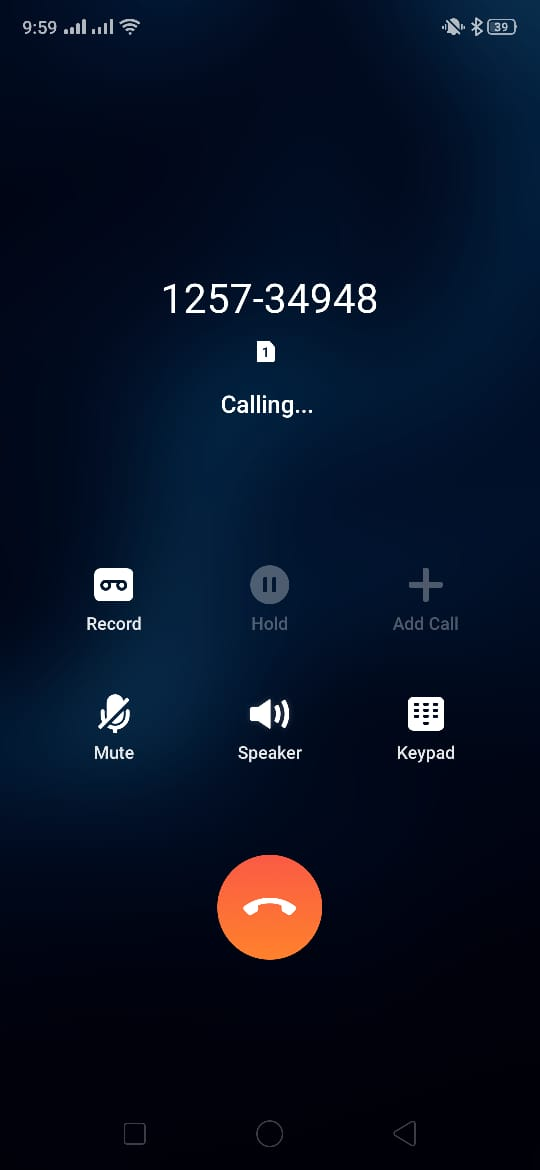 9:59 39
1257-34948
1
Calling...
Record Hold Add Call
Mute Speaker Keypad